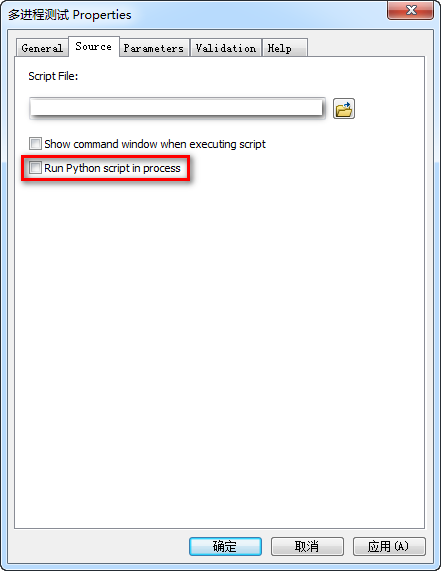 多进程测试 Properties
General Source Parameters Validation Help
Script File:
Show command window when executing script
Run Python script in process
确定 取消 应用(A)